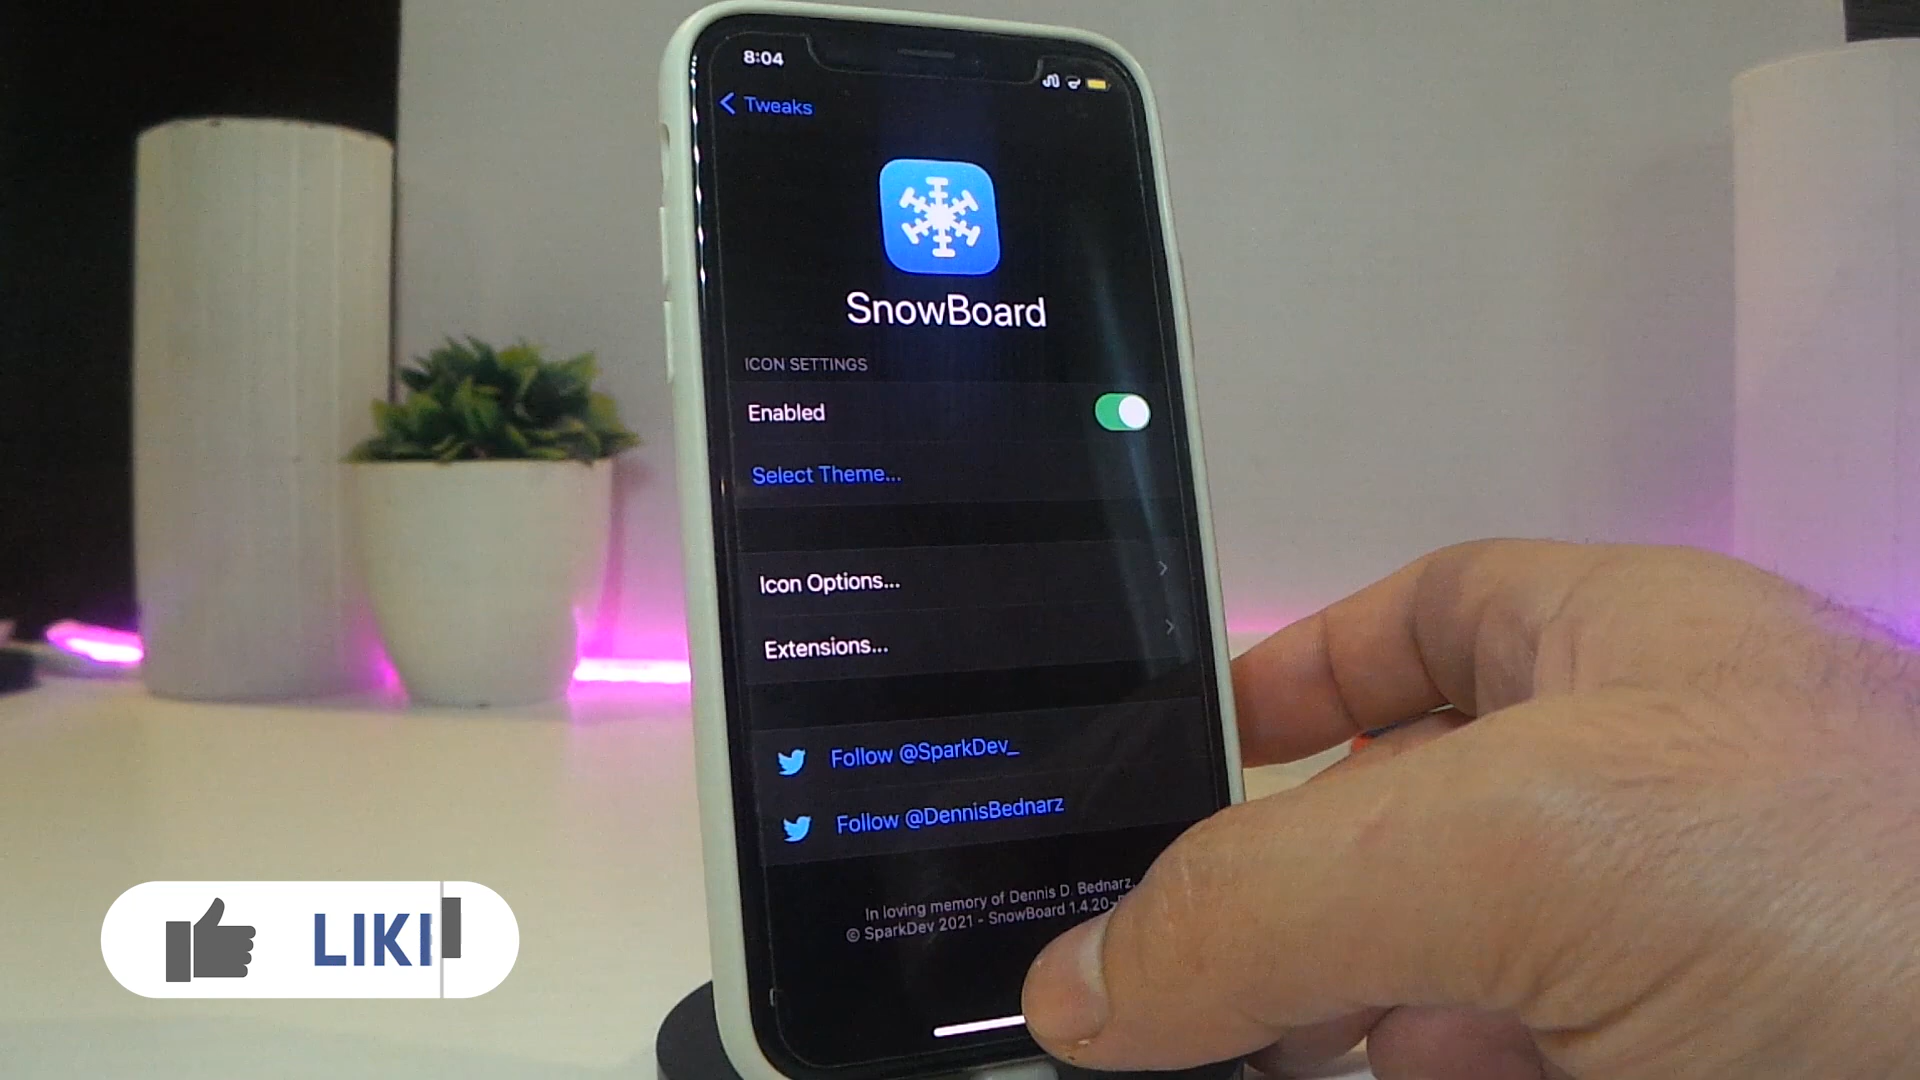 8:04
Tweaks
SnowBoard
ICON SETTINGS
Enabled
Select Theme...
Icon Options...
Extensions...
Follow @SparkDev_
Follow @DennisBednarz
In loving memory of Dennis D. Bednarz.
© SparkDev 2021 - SnowBoard 1.4.20